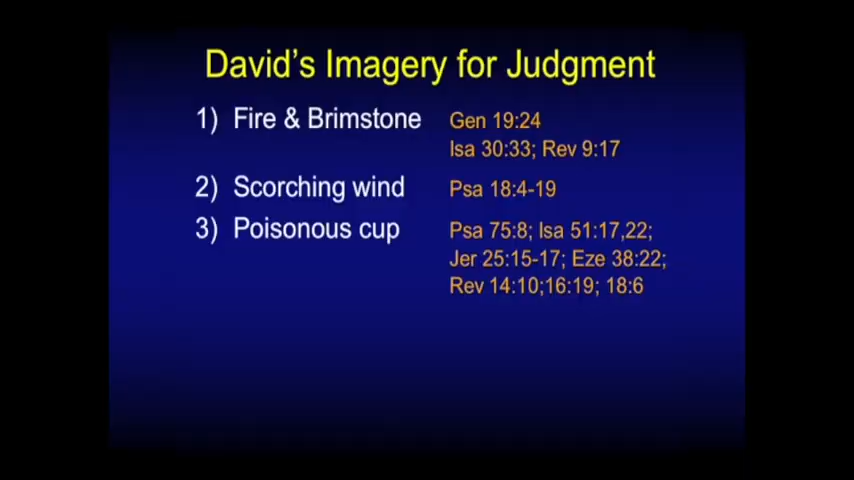 David's Imagery for Judgment
1) Fire & Brimstone Gen 19:24
Isa 30:33; Rev 9:17
2) Scorching wind Psa 18:4-19
3) Poisonous cup Psa 75:8; Isa 51:17,22;
Jer 25:15-17; Eze 38:22;
Rev 14:10;16:19; 18:6